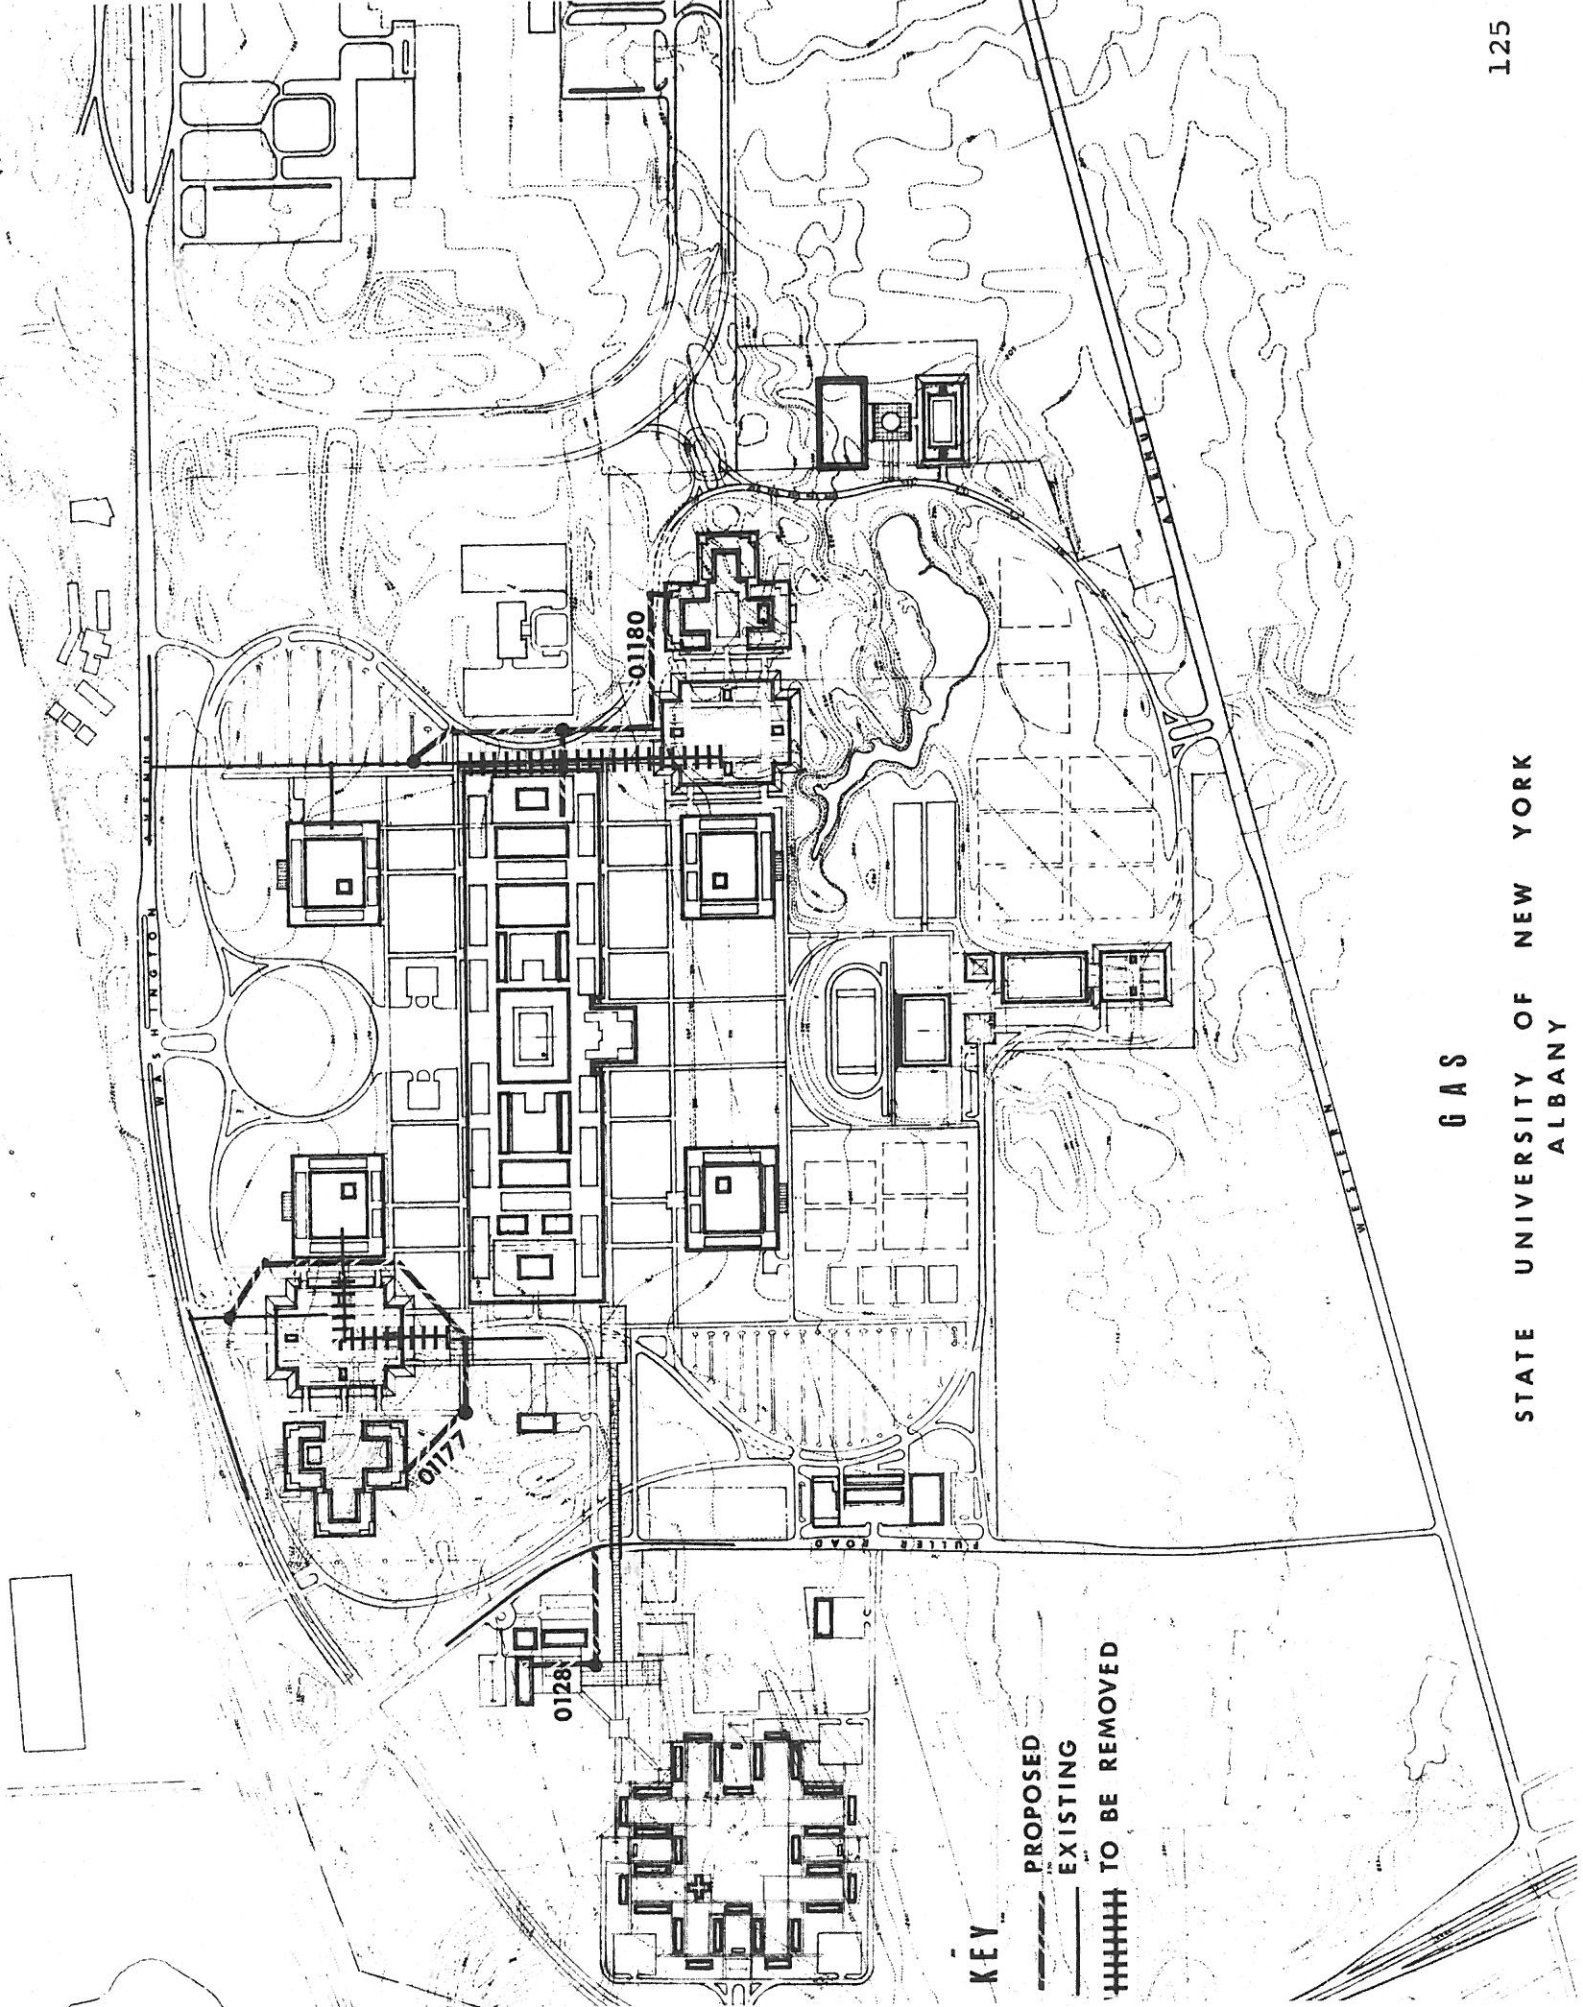 125
WASHINGTON AVENUE
01180
01177
0128
FULLER ROAD
WESTERN AVENUE
KEY
PROPOSED
EXISTING
TO BE REMOVED
GAS
STATE UNIVERSITY OF NEW YORK
ALBANY